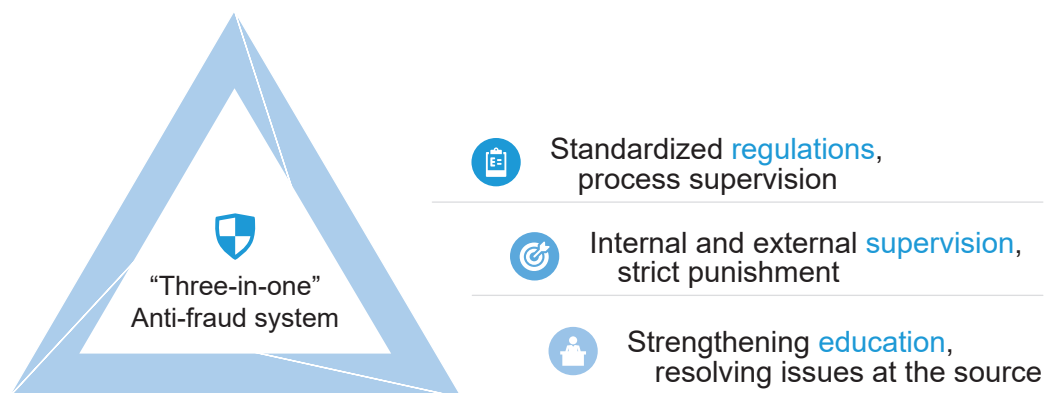 “Three-in-one”
Anti-fraud system
Standardized regulations,
process supervision
Internal and external supervision,
strict punishment
Strengthening education,
resolving issues at the source